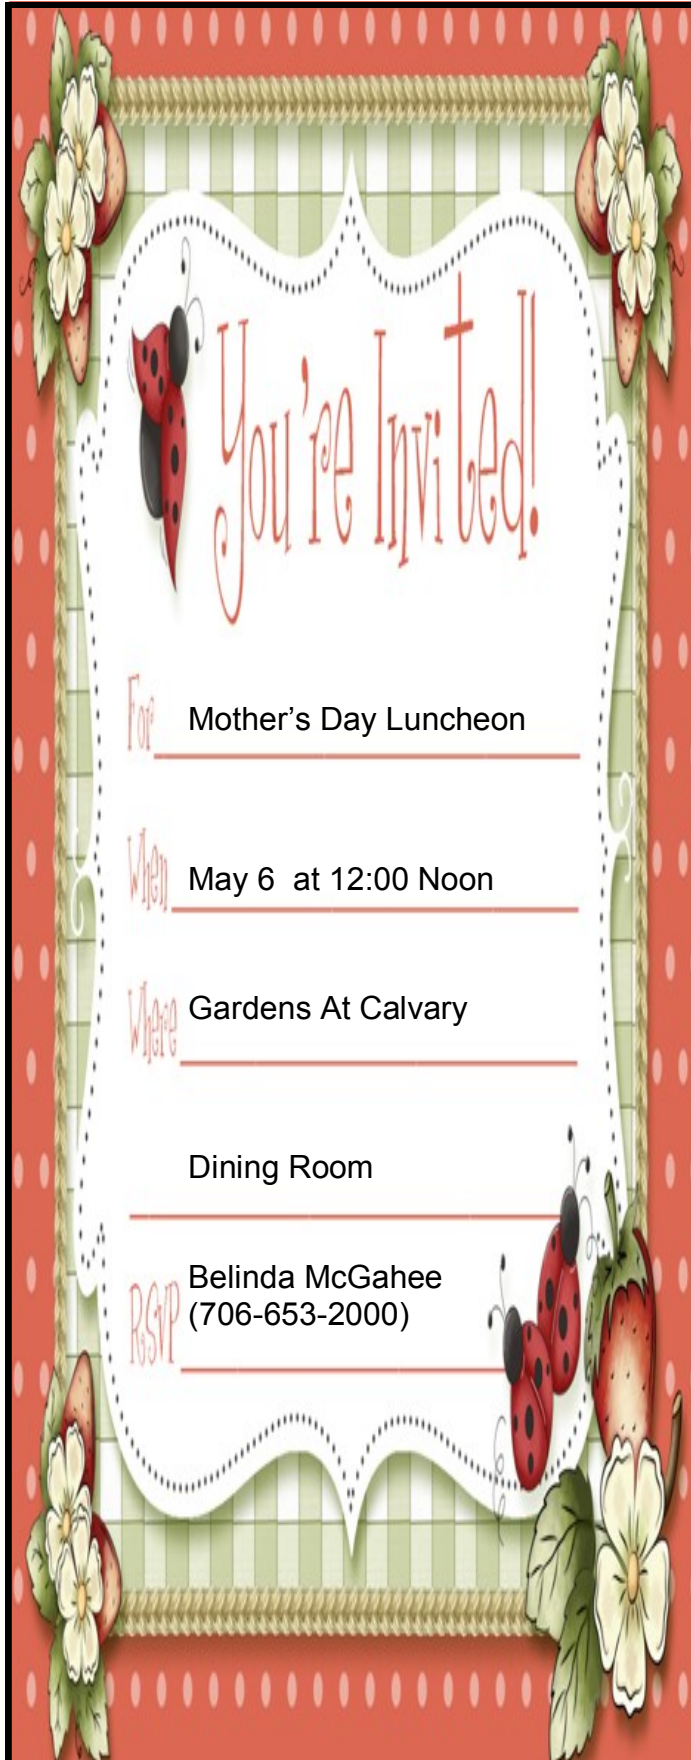 You're Invited!
For Mother’s Day Luncheon
When May 6 at 12:00 Noon
Where Gardens At Calvary
Dining Room
RSVP Belinda McGahee
(706-653-2000)